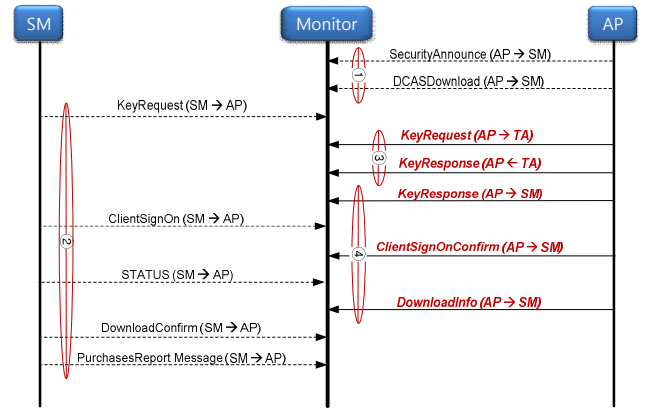 SM
Monitor
AP
SecurityAnnounce (AP → SM)
1
DCASDownload (AP → SM)
KeyRequest (SM → AP)
KeyRequest (AP → TA)
3
KeyResponse (AP ← TA)
KeyResponse (AP → SM)
ClientSignOn (SM → AP)
2
ClientSignOnConfirm (AP → SM)
4
STATUS (SM → AP)
DownloadInfo (AP → SM)
DownloadConfirm (SM → AP)
PurchasesReport Message (SM → AP)